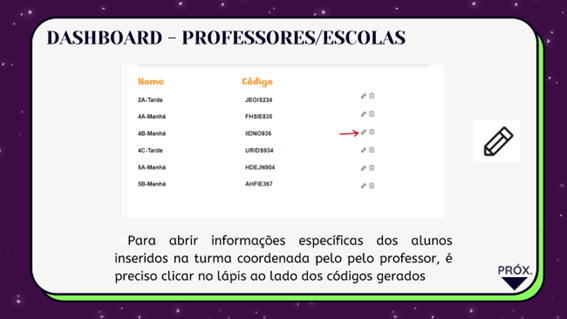 DASHBOARD - PROFESSORES/ESCOLAS
Nome Código
2A-Tarde JEOIS234
4A-Manhã FHSIE835
4B-Manhã IIDNO935
4C-Tarde URIDS934
5A-Manhã HDEJN904
5B-Manhã AHFIE367
Para abrir informações específicas dos alunos
inseridos na turma coordenada pelo pelo professor, é
preciso clicar no lápis ao lado dos códigos gerados
PRÓX.